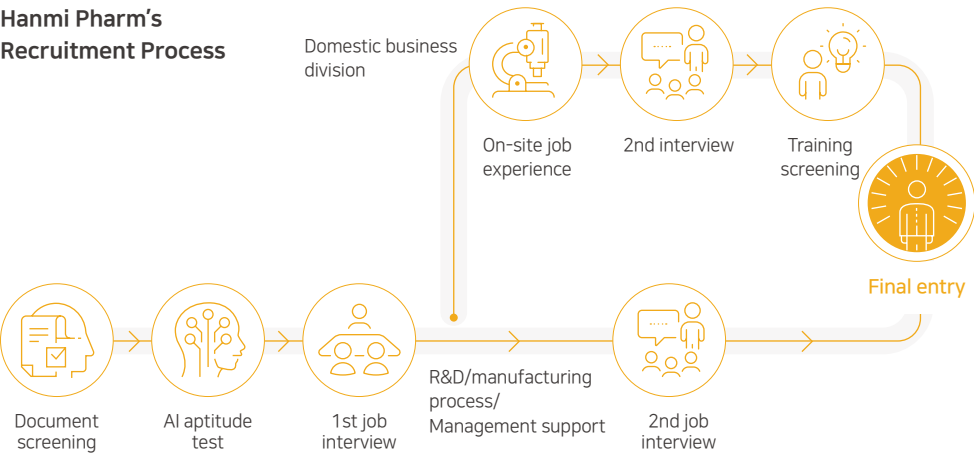 Hanmi Pharm's
Recruitment Process
Domestic business
division
On-site job
experience
2nd interview
Training
screening
Final entry
Document
screening
AI aptitude
test
1st job
interview
R&D/manufacturing
process/
Management support
2nd job
interview